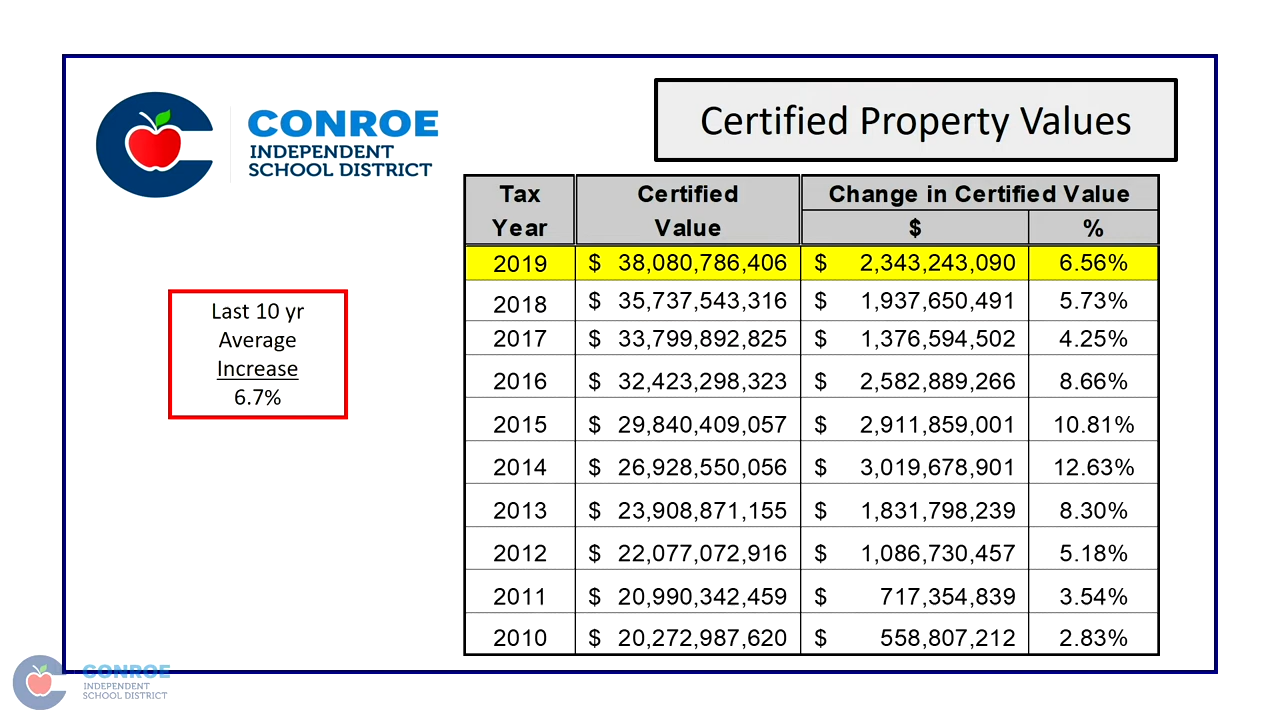 CONROE
INDEPENDENT
SCHOOL DISTRICT
Certified Property Values
Last 10 yr
Average
Increase
6.7%
Tax Year Certified Value Change in Certified Value
$ %
2019 $ 38,080,786,406 $ 2,343,243,090 6.56%
2018 $ 35,737,543,316 $ 1,937,650,491 5.73%
2017 $ 33,799,892,825 $ 1,376,594,502 4.25%
2016 $ 32,423,298,323 $ 2,582,889,266 8.66%
2015 $ 29,840,409,057 $ 2,911,859,001 10.81%
2014 $ 26,928,550,056 $ 3,019,678,901 12.63%
2013 $ 23,908,871,155 $ 1,831,798,239 8.30%
2012 $ 22,077,072,916 $ 1,086,730,457 5.18%
2011 $ 20,990,342,459 $ 717,354,839 3.54%
2010 $ 20,272,987,620 $ 558,807,212 2.83%
CONROE
INDEPENDENT
SCHOOL DISTRICT